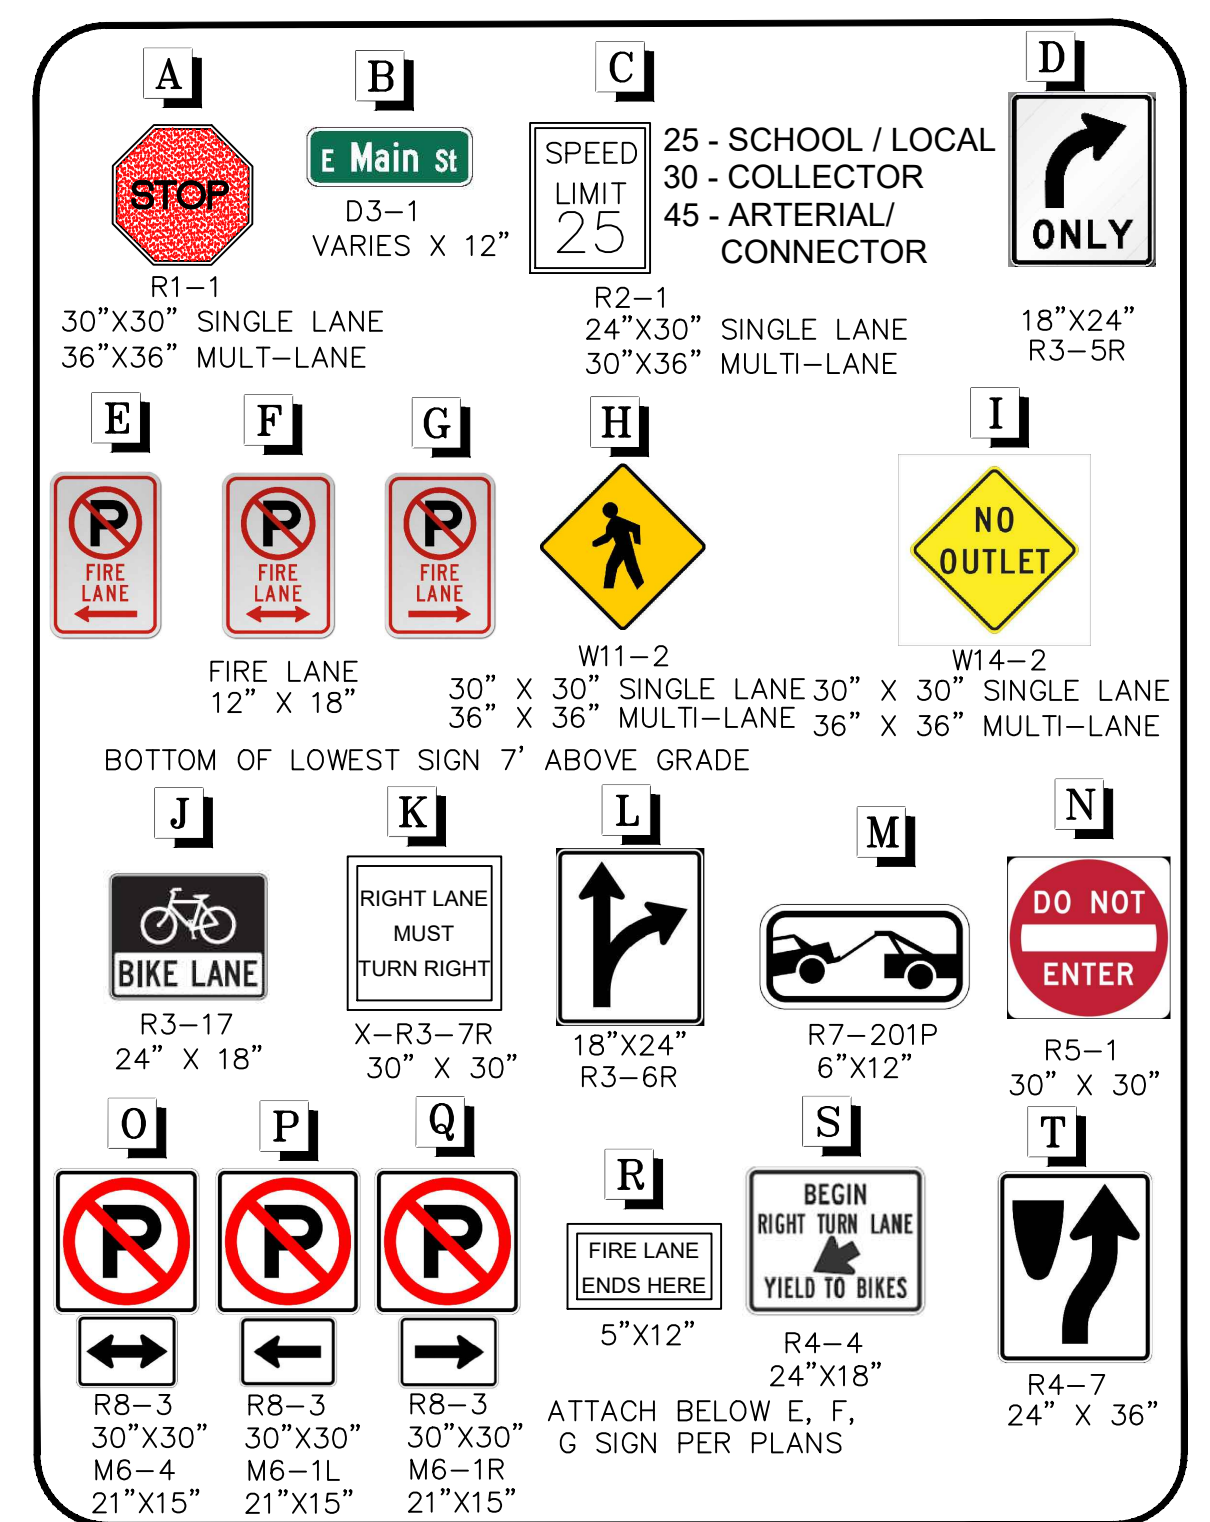 A
B
C
D
STOP
E Main St
SPEED
LIMIT
25
25 - SCHOOL / LOCAL
30 - COLLECTOR
45 - ARTERIAL/
CONNECTOR
ONLY
R1-1
30"X30" SINGLE LANE
36"X36" MULT-LANE
D3-1
VARIES X 12"
R2-1
24"X30" SINGLE LANE
30"X36" MULTI-LANE
18"X24"
R3-5R
E
F
G
H
I
P
FIRE
LANE
P
FIRE
LANE
P
FIRE
LANE
NO
OUTLET
FIRE LANE
12" X 18"
W11-2
30" X 30" SINGLE LANE
36" X 36" MULTI-LANE
W14-2
30" X 30" SINGLE LANE
36" X 36" MULTI-LANE
BOTTOM OF LOWEST SIGN 7' ABOVE GRADE
J
K
L
M
N
BIKE LANE
RIGHT LANE
MUST
TURN RIGHT
DO NOT
ENTER
R3-17
24" X 18"
X-R3-7R
30" X 30"
18"X24"
R3-6R
R7-201P
6"X12"
R5-1
30" X 30"
O
P
Q
R
S
T
P
P
P
FIRE LANE
ENDS HERE
BEGIN
RIGHT TURN LANE
YIELD TO BIKES
R8-3
30"X30"
M6-4
21"X15"
R8-3
30"X30"
M6-1L
21"X15"
R8-3
30"X30"
M6-1R
21"X15"
5"X12"
ATTACH BELOW E, F,
G SIGN PER PLANS
R4-4
24"X18"
R4-7
24" X 36"